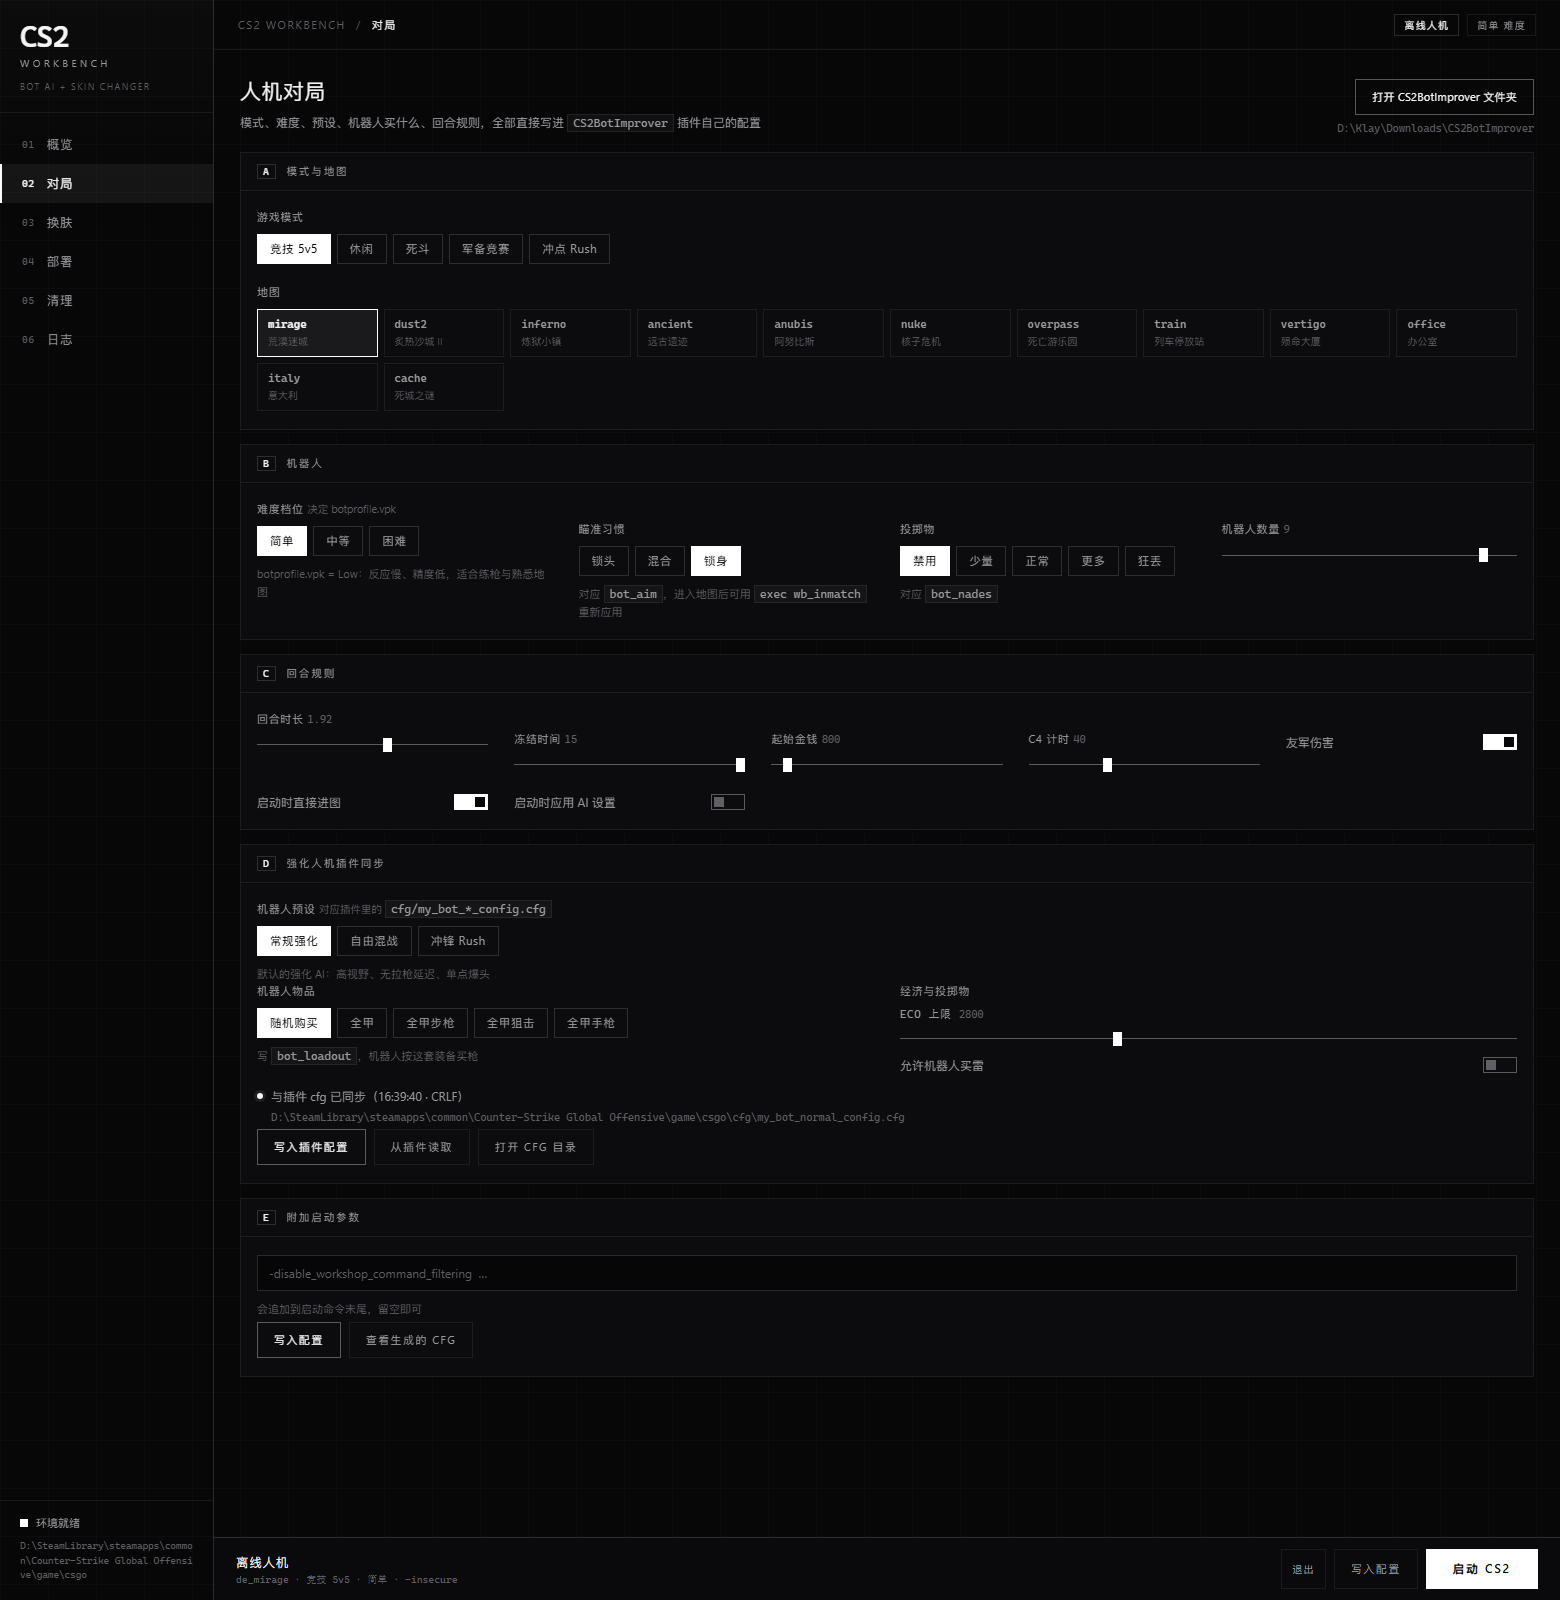 CS2
WORKBENCH
BOT AI + SKIN CHANGER
01 概览
02 对局
03 换肤
04 部署
05 清理
06 日志
环境就绪
D:\SteamLibrary\steamapps\commo
n\Counter-Strike Global Offensi
ve\game\csgo
CS2 WORKBENCH / 对局
离线人机 简单 难度
人机对局
模式、难度、预设、机器人买什么、回合规则，全部直接写进 CS2BotImprover 插件自己的配置
打开 CS2BotImprover 文件夹
D:\Klay\Downloads\CS2BotImprover
A 模式与地图
游戏模式
竞技 5v5 休闲 死斗 军备竞赛 冲点 Rush
地图
mirage dust2 inferno ancient anubis nuke overpass train vertigo office
荒漠迷城 炙热沙城 II 炼狱小镇 远古遗迹 阿努比斯 核子危机 死亡游乐园 列车停放站 殒命大厦 办公室
italy cache
意大利 死城之谜
B 机器人
难度档位 决定 botprofile.vpk
简单 中等 困难
botprofile.vpk = Low：反应慢、精度低，适合练枪与熟悉地
图
瞄准习惯
锁头 混合 锁身
对应 bot_aim，进入地图后可用 exec wb_inmatch
重新应用
投掷物
禁用 少量 正常 更多 狂丢
对应 bot_nades
机器人数量 9
C 回合规则
回合时长 1.92
冻结时间 15
起始金钱 800
C4 计时 40
友军伤害
启动时直接进图
启动时应用 AI 设置
D 强化人机插件同步
机器人预设 对应插件里的 cfg/my_bot_*_config.cfg
常规强化 自由混战 冲锋 Rush
默认的强化 AI：高视野、无拉枪延迟、单点爆头
机器人物品
随机购买 全甲 全甲步枪 全甲狙击 全甲手枪
写 bot_loadout，机器人按这套装备买枪
经济与投掷物
ECO 上限 2800
允许机器人买雷
与插件 cfg 已同步（16:39:40 · CRLF）
D:\SteamLibrary\steamapps\common\Counter-Strike Global Offensive\game\csgo\cfg\my_bot_normal_config.cfg
写入插件配置 从插件读取 打开 CFG 目录
E 附加启动参数
-disable_workshop_command_filtering ...
会追加到启动命令末尾，留空即可
写入配置 查看生成的 CFG
离线人机
de_mirage · 竞技 5v5 · 简单 · -insecure
退出 写入配置 启动 CS2